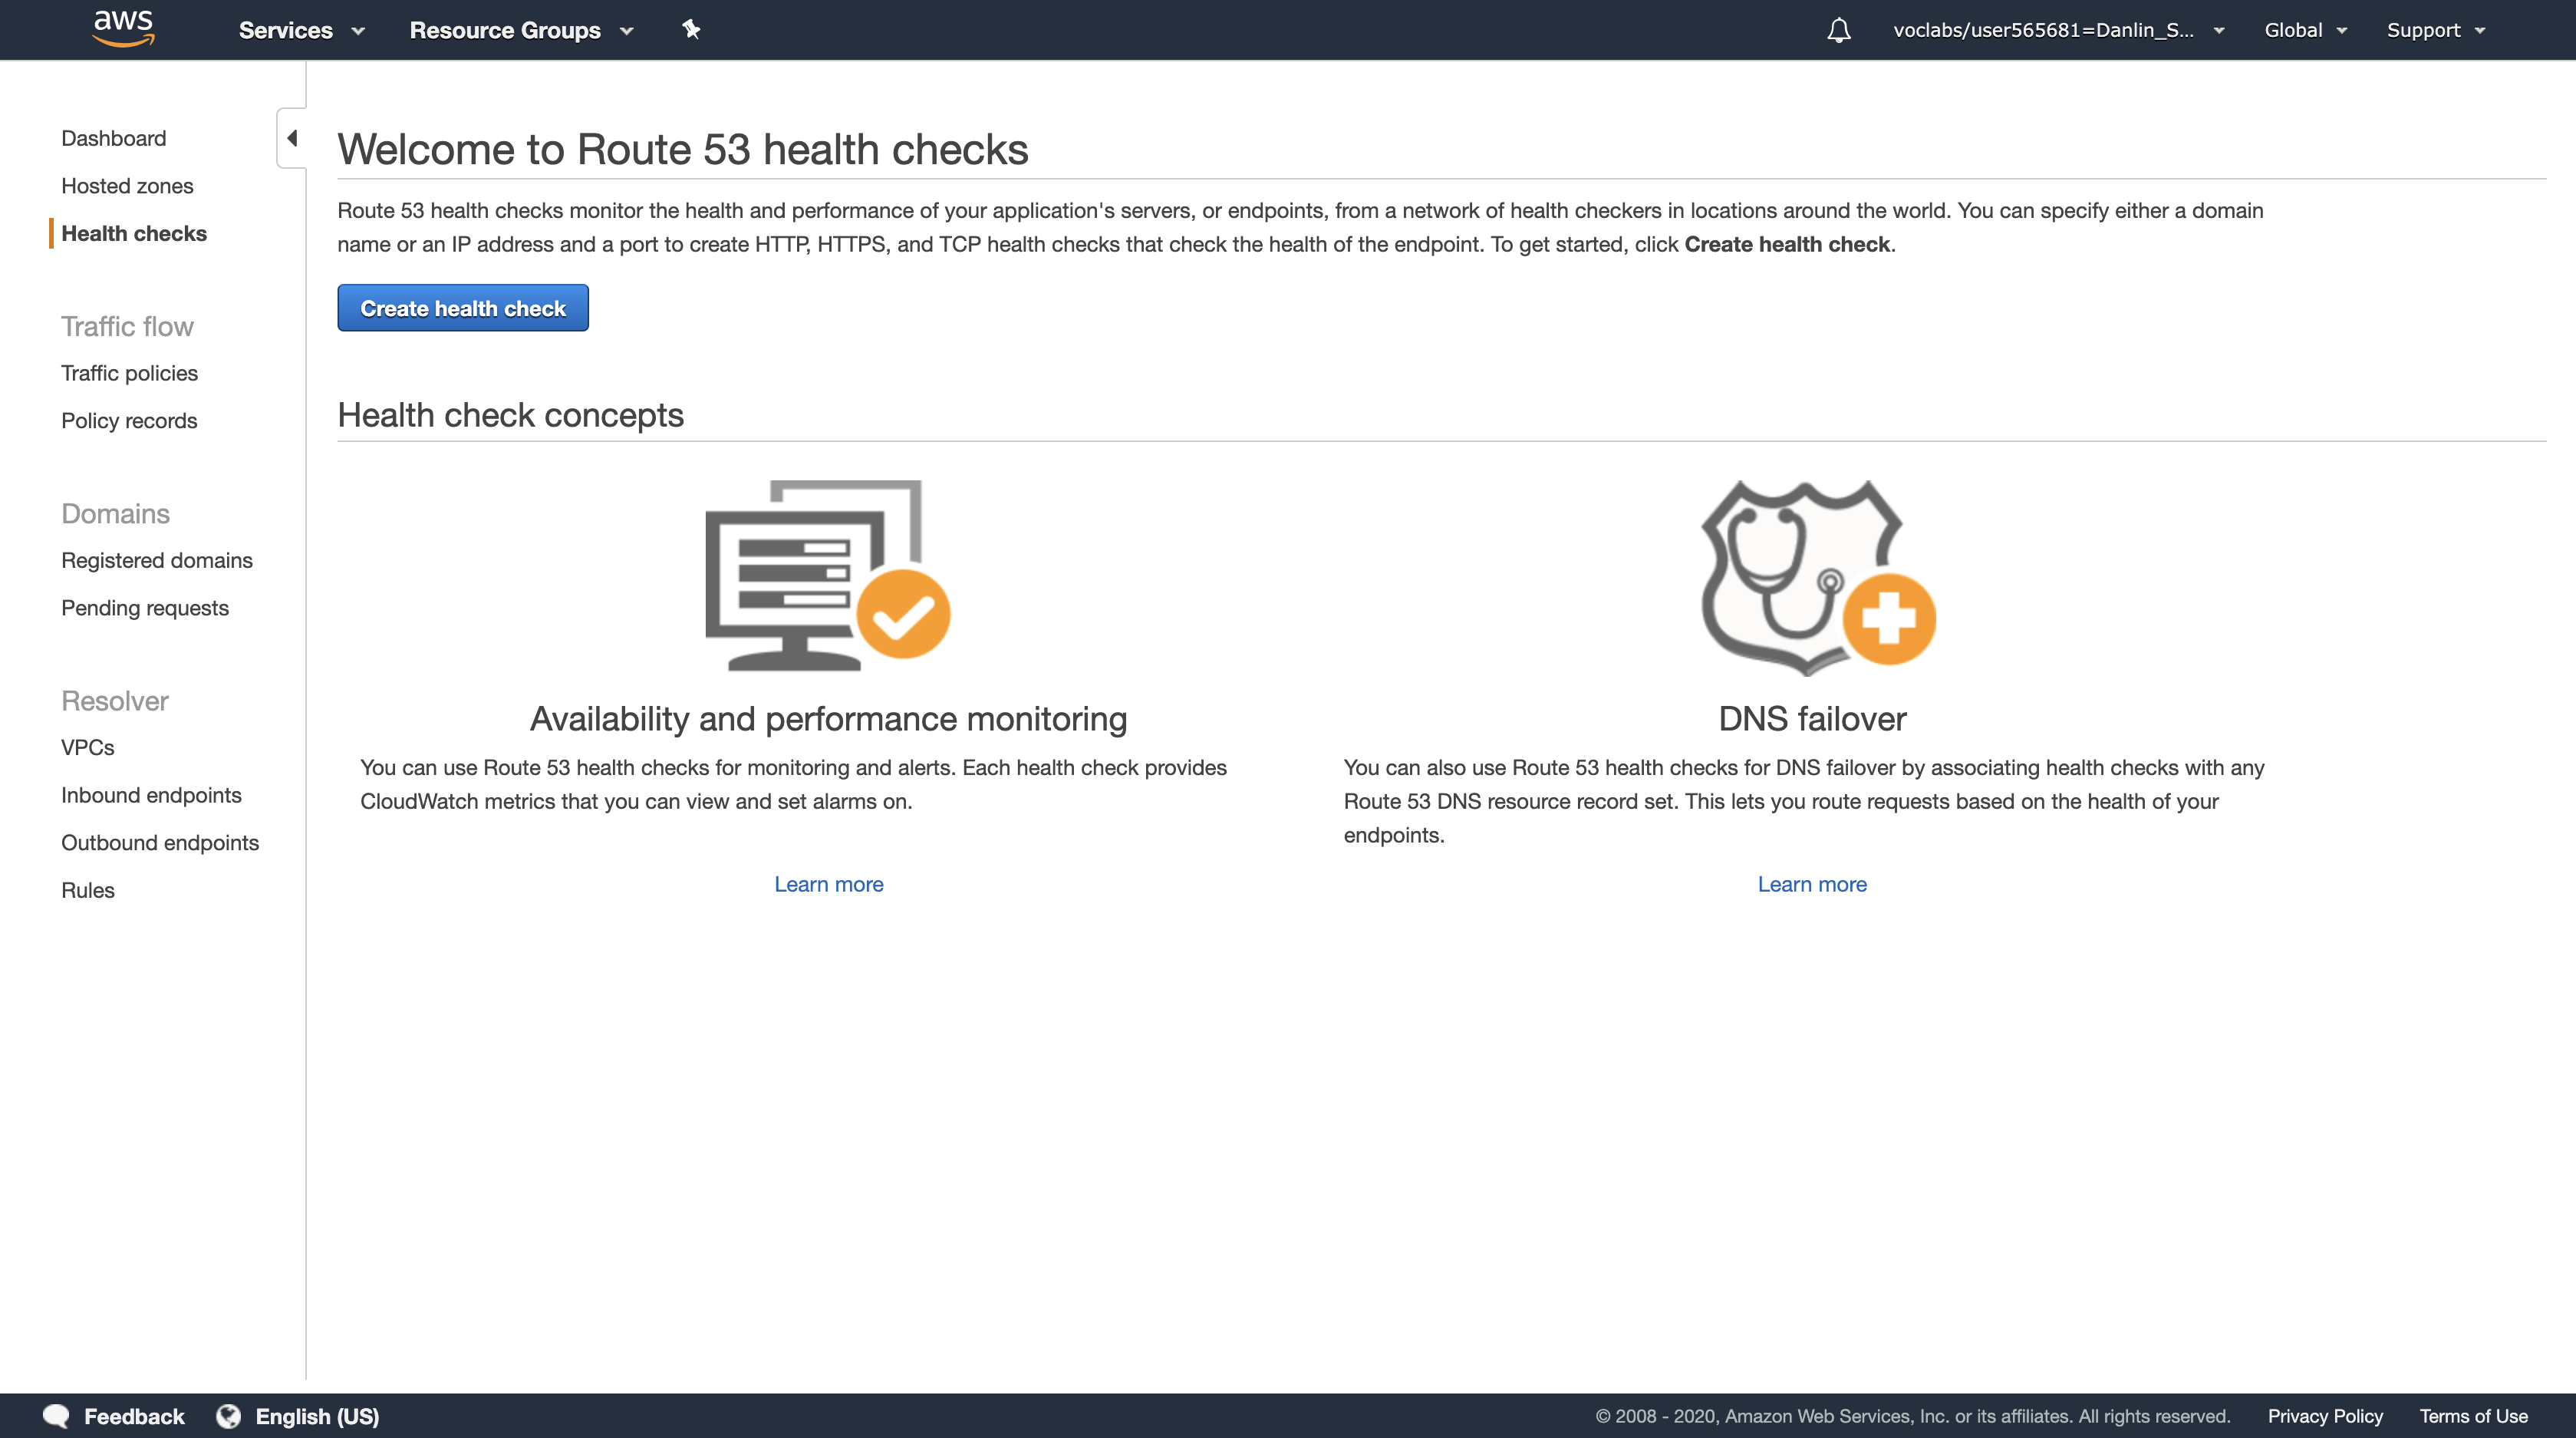 aws
Services
Resource Groups
voclabs/user565681=Danlin_S...
Global
Support
Dashboard
Hosted zones
Health checks
Traffic flow
Traffic policies
Policy records
Domains
Registered domains
Pending requests
Resolver
VPCs
Inbound endpoints
Outbound endpoints
Rules
Welcome to Route 53 health checks
Route 53 health checks monitor the health and performance of your application's servers, or endpoints, from a network of health checkers in locations around the world. You can specify either a domain
name or an IP address and a port to create HTTP, HTTPS, and TCP health checks that check the health of the endpoint. To get started, click Create health check.
Create health check
Health check concepts
Availability and performance monitoring
You can use Route 53 health checks for monitoring and alerts. Each health check provides
CloudWatch metrics that you can view and set alarms on.
Learn more
DNS failover
You can also use Route 53 health checks for DNS failover by associating health checks with any
Route 53 DNS resource record set. This lets you route requests based on the health of your
endpoints.
Learn more
Feedback
English (US)
© 2008 - 2020, Amazon Web Services, Inc. or its affiliates. All rights reserved.
Privacy Policy
Terms of Use